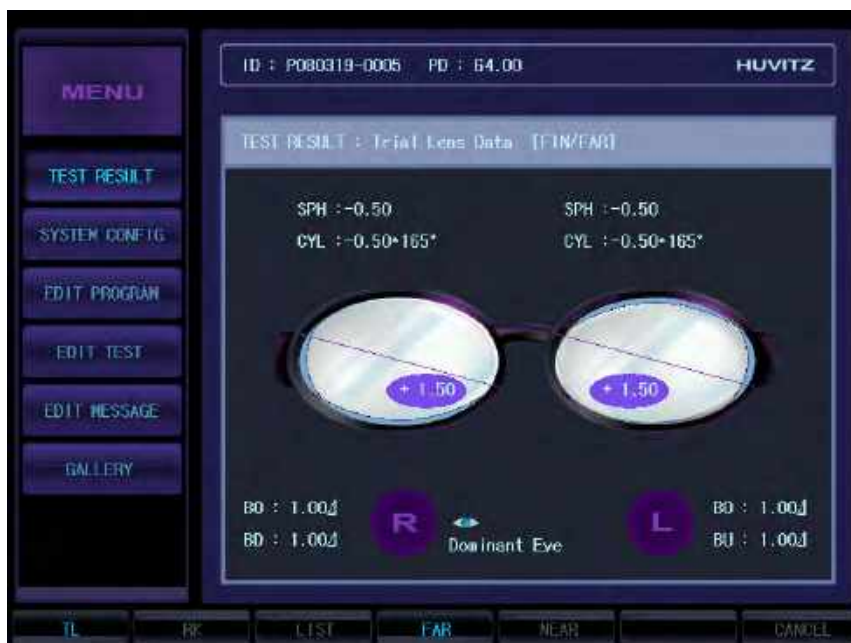 ID : P080319-0005 PD : 64.00
HUVITZ
MENU
TEST RESULT : Trial Lens Data [FIN/FAR]
TEST RESULT
SYSTEM CONFIG
EDIT PROGRAM
EDIT TEST
EDIT MESSAGE
GALLERY
SPH :-0.50
CYL :-0.50*165°
SPH :-0.50
CYL :-0.50*165°
+ 1.50
+ 1.50
BO : 1.00⊿
BD : 1.00⊿
R
Dominant Eye
L
BO : 1.00⊿
BU : 1.00⊿
TL
RK
LIST
FAR
NEAR
CANCEL